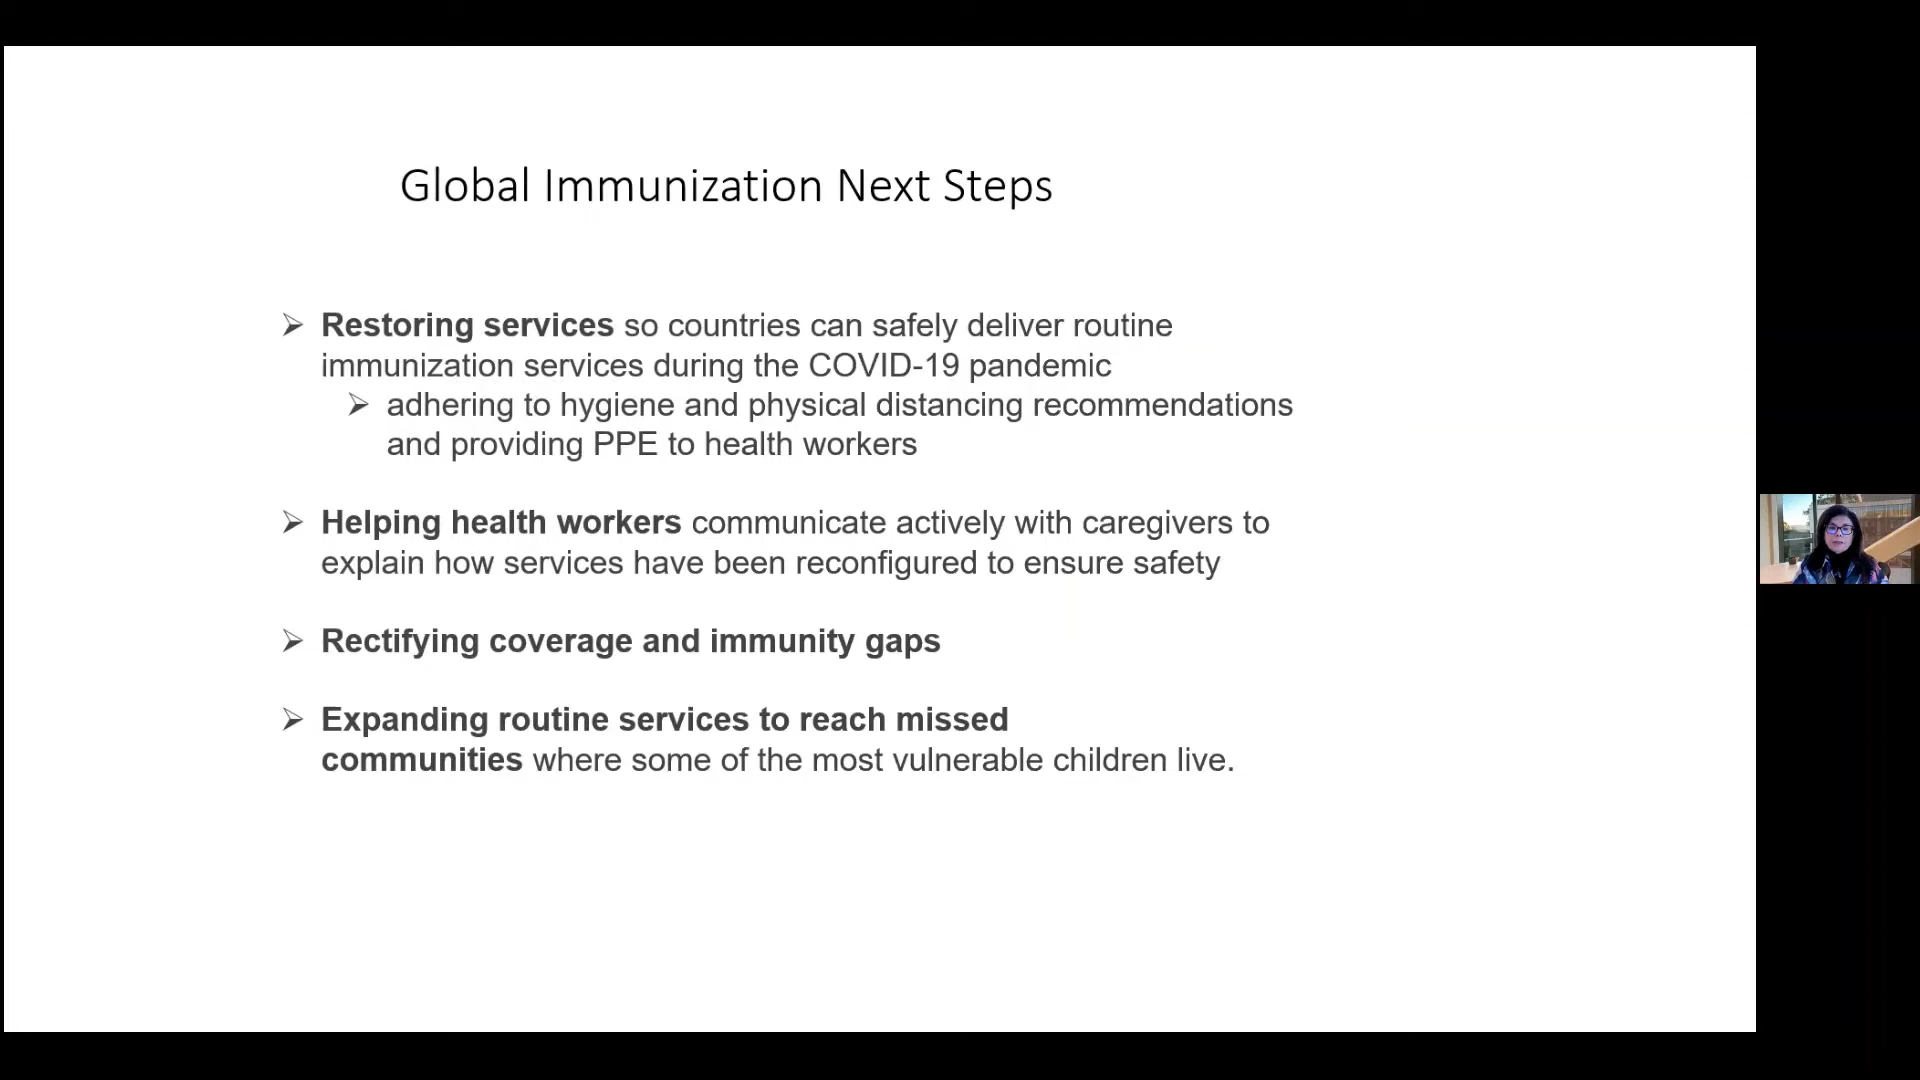 Global Immunization Next Steps
➢ Restoring services so countries can safely deliver routine
immunization services during the COVID-19 pandemic
➢ adhering to hygiene and physical distancing recommendations
and providing PPE to health workers
➢ Helping health workers communicate actively with caregivers to
explain how services have been reconfigured to ensure safety
➢ Rectifying coverage and immunity gaps
➢ Expanding routine services to reach missed
communities where some of the most vulnerable children live.